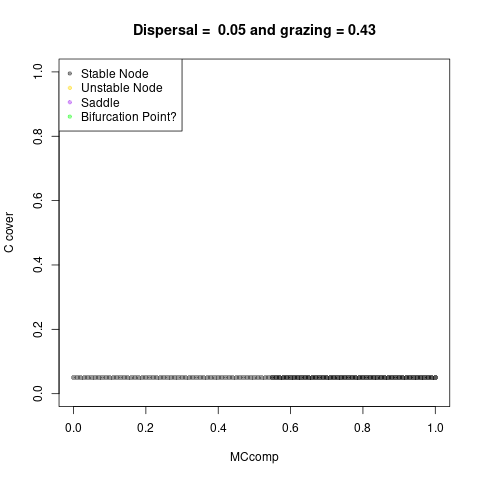 Dispersal =  0.05 and grazing = 0.43
Stable Node
Unstable Node
Saddle
Bifurcation Point?
1.0
0.8
0.6
0.4
0.2
0.0
C cover
0.0 0.2 0.4 0.6 0.8 1.0
MCcomp